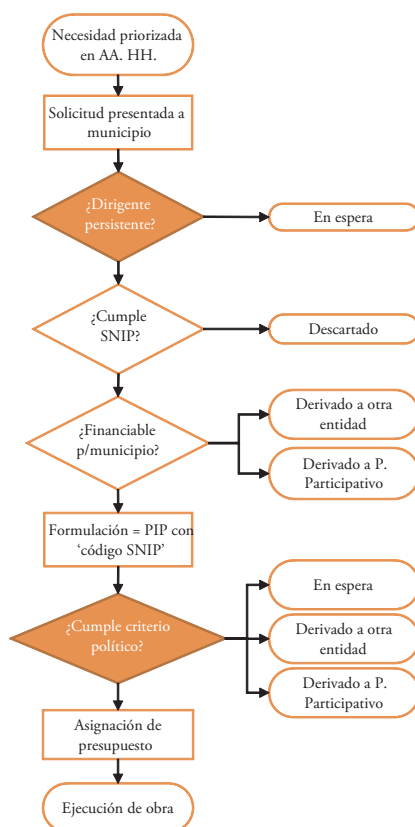 Necesidad priorizada
en AA. HH.
Solicitud presentada a
municipio
¿Dirigente
persistente?
En espera
¿Cumple
SNIP?
Descartado
¿Financiable
p/municipio?
Derivado a otra
entidad
Derivado a P.
Participativo
Formulación = PIP con
‘código SNIP’
¿Cumple criterio
político?
En espera
Derivado a otra
entidad
Derivado a P.
Participativo
Asignación de
presupuesto
Ejecución de obra